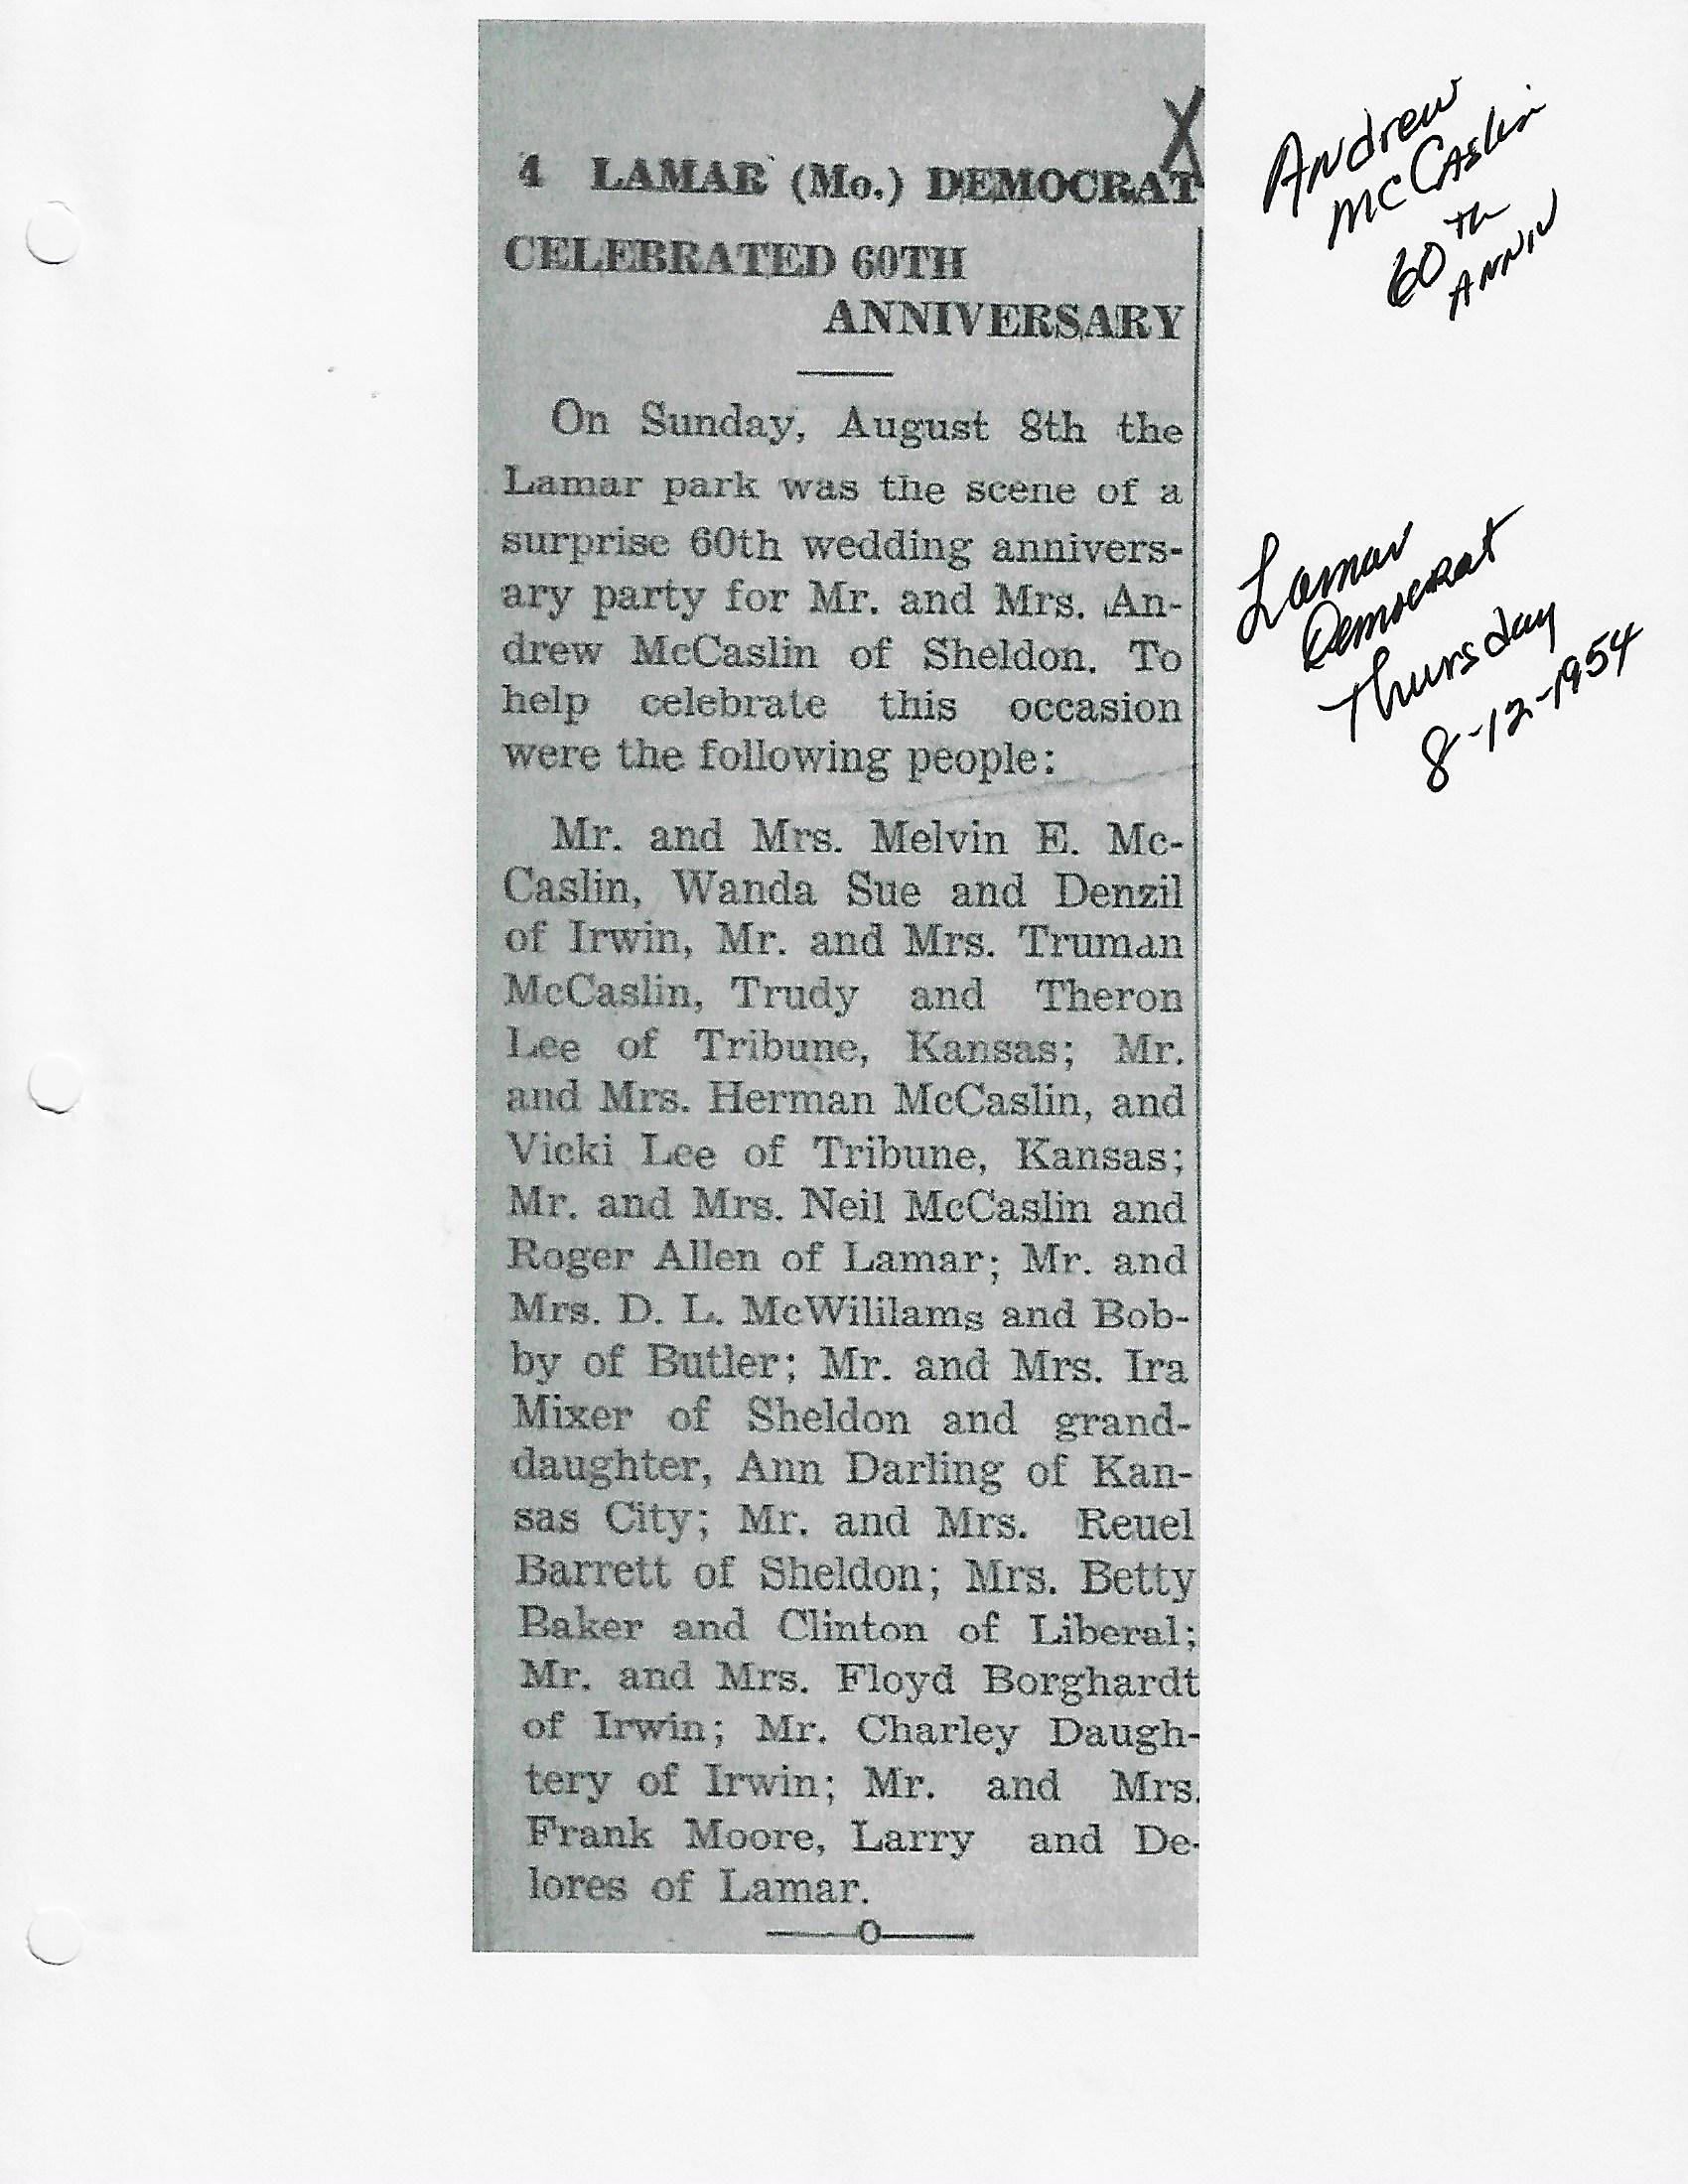 4 LAMAR (Mo.) DEMOCRAT
CELEBRATED 60TH
ANNIVERSARY
On Sunday, August 8th the
Lamar park was the scene of a
surprise 60th wedding annivers-
ary party for Mr. and Mrs. An-
drew McCaslin of Sheldon. To
help celebrate this occasion
were the following people:
Mr. and Mrs. Melvin E. Mc-
Caslin, Wanda Sue and Denzil
of Irwin, Mr. and Mrs. Truman
McCaslin, Trudy and Theron
Lee of Tribune, Kansas; Mr.
and Mrs. Herman McCaslin, and
Vicki Lee of Tribune, Kansas;
Mr. and Mrs. Neil McCaslin and
Roger Allen of Lamar; Mr. and
Mrs. D. L. McWililams and Bob-
by of Butler; Mr. and Mrs. Ira
Mixer of Sheldon and grand-
daughter, Ann Darling of Kan-
sas City; Mr. and Mrs. Reuel
Barrett of Sheldon; Mrs. Betty
Baker and Clinton of Liberal;
Mr. and Mrs. Floyd Borghardt
of Irwin; Mr. Charley Daugh-
tery of Irwin; Mr. and Mrs.
Frank Moore, Larry and De-
lores of Lamar.
X
Andrew
McCaslin
60th
ANNIV
Lamar
Democrat
Thursday
8-12-1954